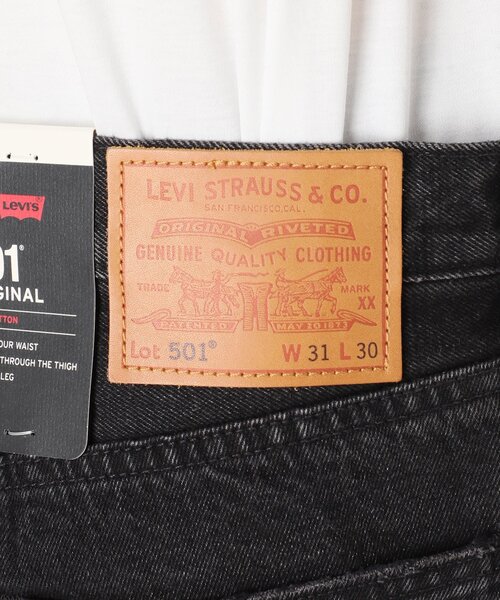 LEVI STRAUSS & CO.
SAN FRANCISCO, CAL.
ORIGINAL RIVETED
GENUINE QUALITY CLOTHING
TRADE MARK
XX
PATENTED MAY 20 1873
Lot 501® W 31 L 30
Levi's
01®
GINAL
TTON
OUR WAIST
THROUGH THE THIGH
LEG